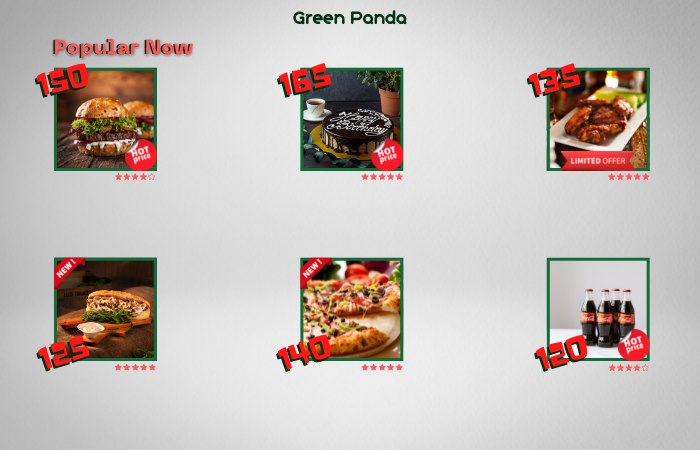 Green Panda
Popular Now
150
HOT
price
165
Happy
Birthday
HOT
price
135
LIMITED OFFER
NEW!
125
NEW!
140
120
HOT
price